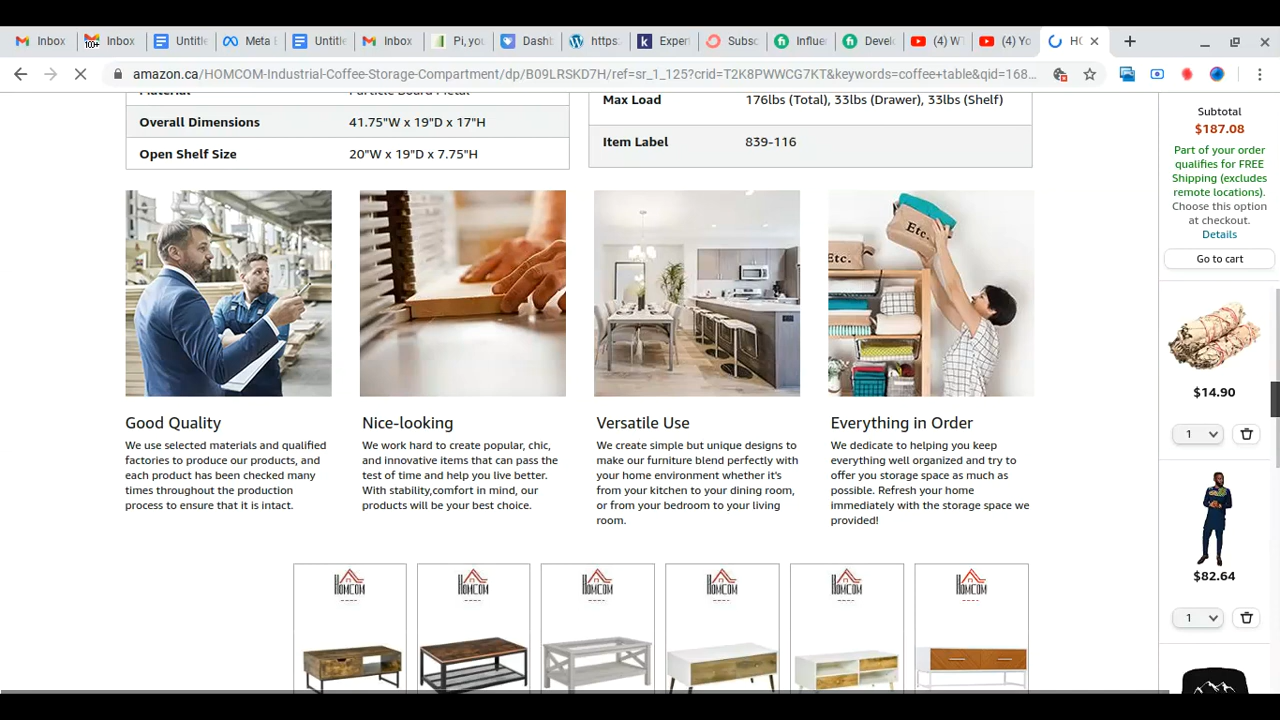 Inbox
10+
Inbox
Untitle
Meta E
Untitle
Inbox
Pi, you
Dashb
https:
k
Exper
Subsc
fi
Influe
fi
Develo
(4) W
(4) Yo
HO
amazon.ca/HOMCOM-Industrial-Coffee-Storage-Compartment/dp/B09LRSKD7H/ref=sr_1_125?crid=T2K8PWWCG7KT&keywords=coffee+table&qid=168...
Material Particle Board Metal
Overall Dimensions 41.75"W x 19"D x 17"H
Open Shelf Size 20"W x 19"D x 7.75"H
Max Load 176lbs (Total), 33lbs (Drawer), 33lbs (Shelf)
Item Label 839-116
Etc.
Etc.
Good Quality
We use selected materials and qualified
factories to produce our products, and
each product has been checked many
times throughout the production
process to ensure that it is intact.
Nice-looking
We work hard to create popular, chic,
and innovative items that can pass the
test of time and help you live better.
With stability,comfort in mind, our
products will be your best choice.
Versatile Use
We create simple but unique designs to
make our furniture blend perfectly with
your home environment whether it's
from your kitchen to your dining room,
or from your bedroom to your living
room.
Everything in Order
We dedicate to helping you keep
everything well organized and try to
offer you storage space as much as
possible. Refresh your home
immediately with the storage space we
provided!
HOMCOM
HOMCOM
HOMCOM
HOMCOM
HOMCOM
HOMCOM
Subtotal
$187.08
Part of your order
qualifies for FREE
Shipping (excludes
remote locations).
Choose this option
at checkout.
Details
Go to cart
$14.90
1
$82.64
1